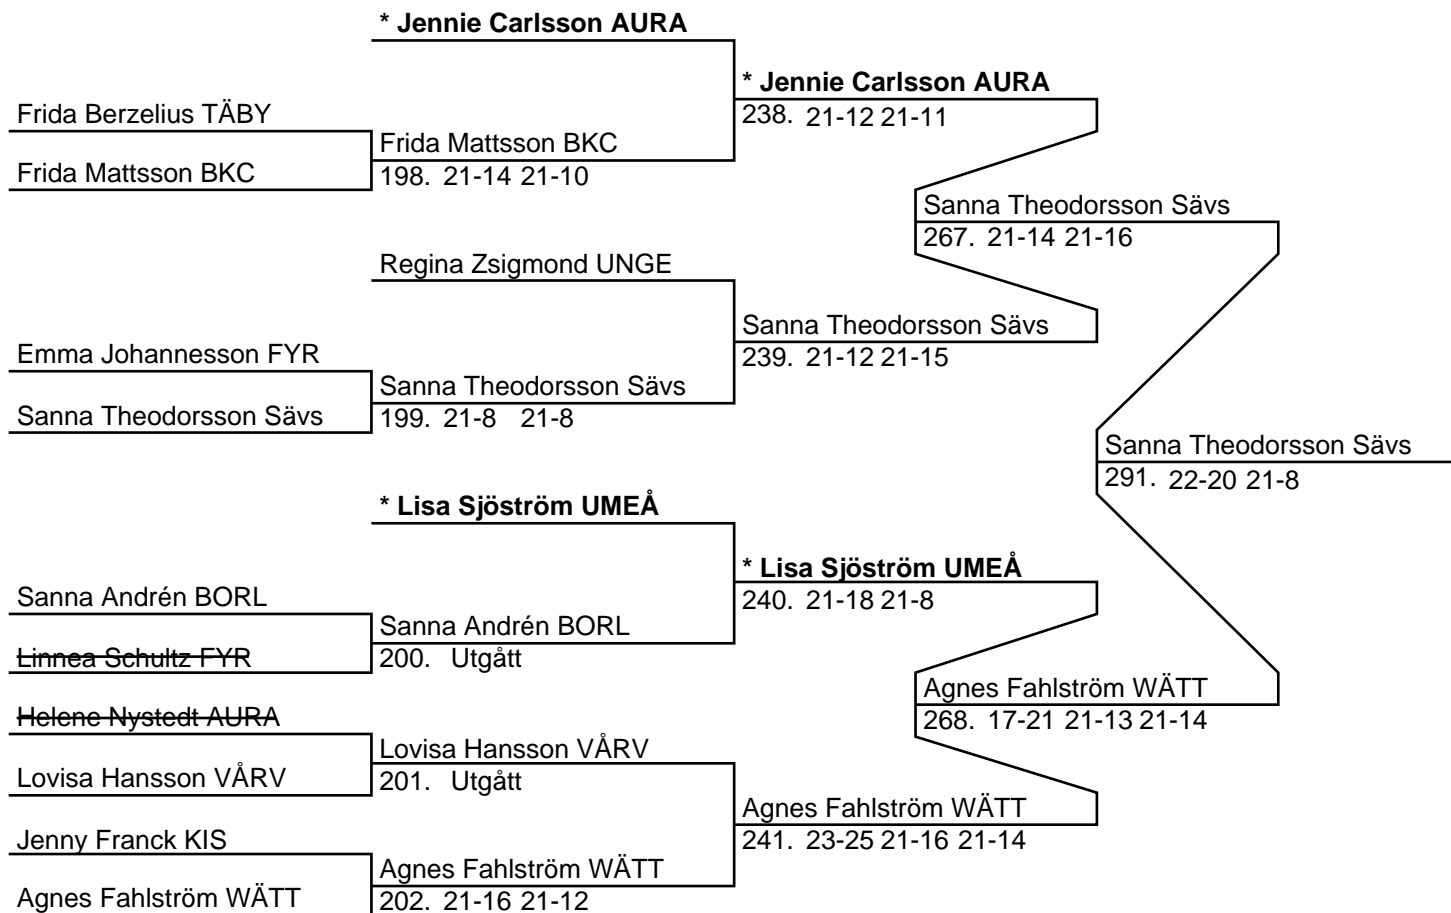 * Jennie Carlsson AURA
* Jennie Carlsson AURA
238. 21-12 21-11
Frida Berzelius TÄBY
Frida Mattsson BKC
198. 21-14 21-10
Frida Mattsson BKC
Sanna Theodorsson Sävs
267. 21-14 21-16
Regina Zsigmond UNGE
Sanna Theodorsson Sävs
239. 21-12 21-15
Emma Johannesson FYR
Sanna Theodorsson Sävs
199. 21-8 21-8
Sanna Theodorsson Sävs
Sanna Theodorsson Sävs
291. 22-20 21-8
* Lisa Sjöström UMEÅ
* Lisa Sjöström UMEÅ
240. 21-18 21-8
Sanna Andrén BORL
Sanna Andrén BORL
200. Utgått
Linnea Schultz FYR
Agnes Fahlström WÄTT
268. 17-21 21-13 21-14
Helene Nystedt AURA
Lovisa Hansson VÅRV
201. Utgått
Lovisa Hansson VÅRV
Agnes Fahlström WÄTT
241. 23-25 21-16 21-14
Jenny Franck KIS
Agnes Fahlström WÄTT
202. 21-16 21-12
Agnes Fahlström WÄTT